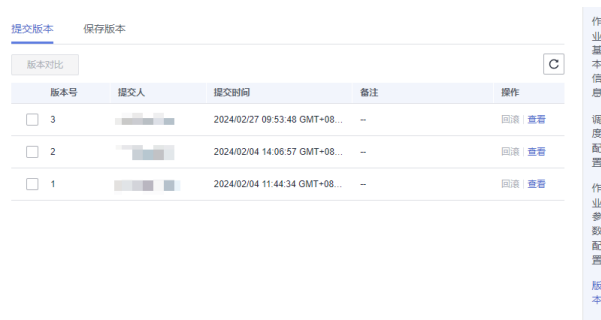 提交版本 保存版本
版本对比
版本号 提交人 提交时间 备注 操作
3 2024/02/27 09:53:48 GMT+08... -- 回滚 查看
2 2024/02/04 14:06:57 GMT+08... -- 回滚 查看
1 2024/02/04 11:44:34 GMT+08... -- 回滚 查看
作业基本信息
调度配置
作业参数配置
版本